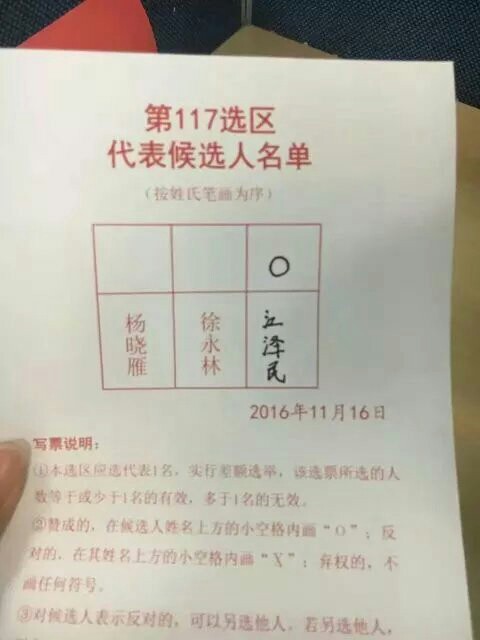 第117选区
代表候选人名单
（按姓氏笔画为序）
○
杨晓雁
徐永林
江泽民
2016年11月16日
写票说明：
①本选区应选代表1名，实行差额选举，该选票所选的人
数等于或少于1名的有效，多于1名的无效。
②赞成的，在候选人姓名上方的小空格内画“O”；反
对的，在其姓名上方的小空格内画“X”；弃权的，不
画任何符号。
③对候选人表示反对的，可以另选他人，若另选他人，